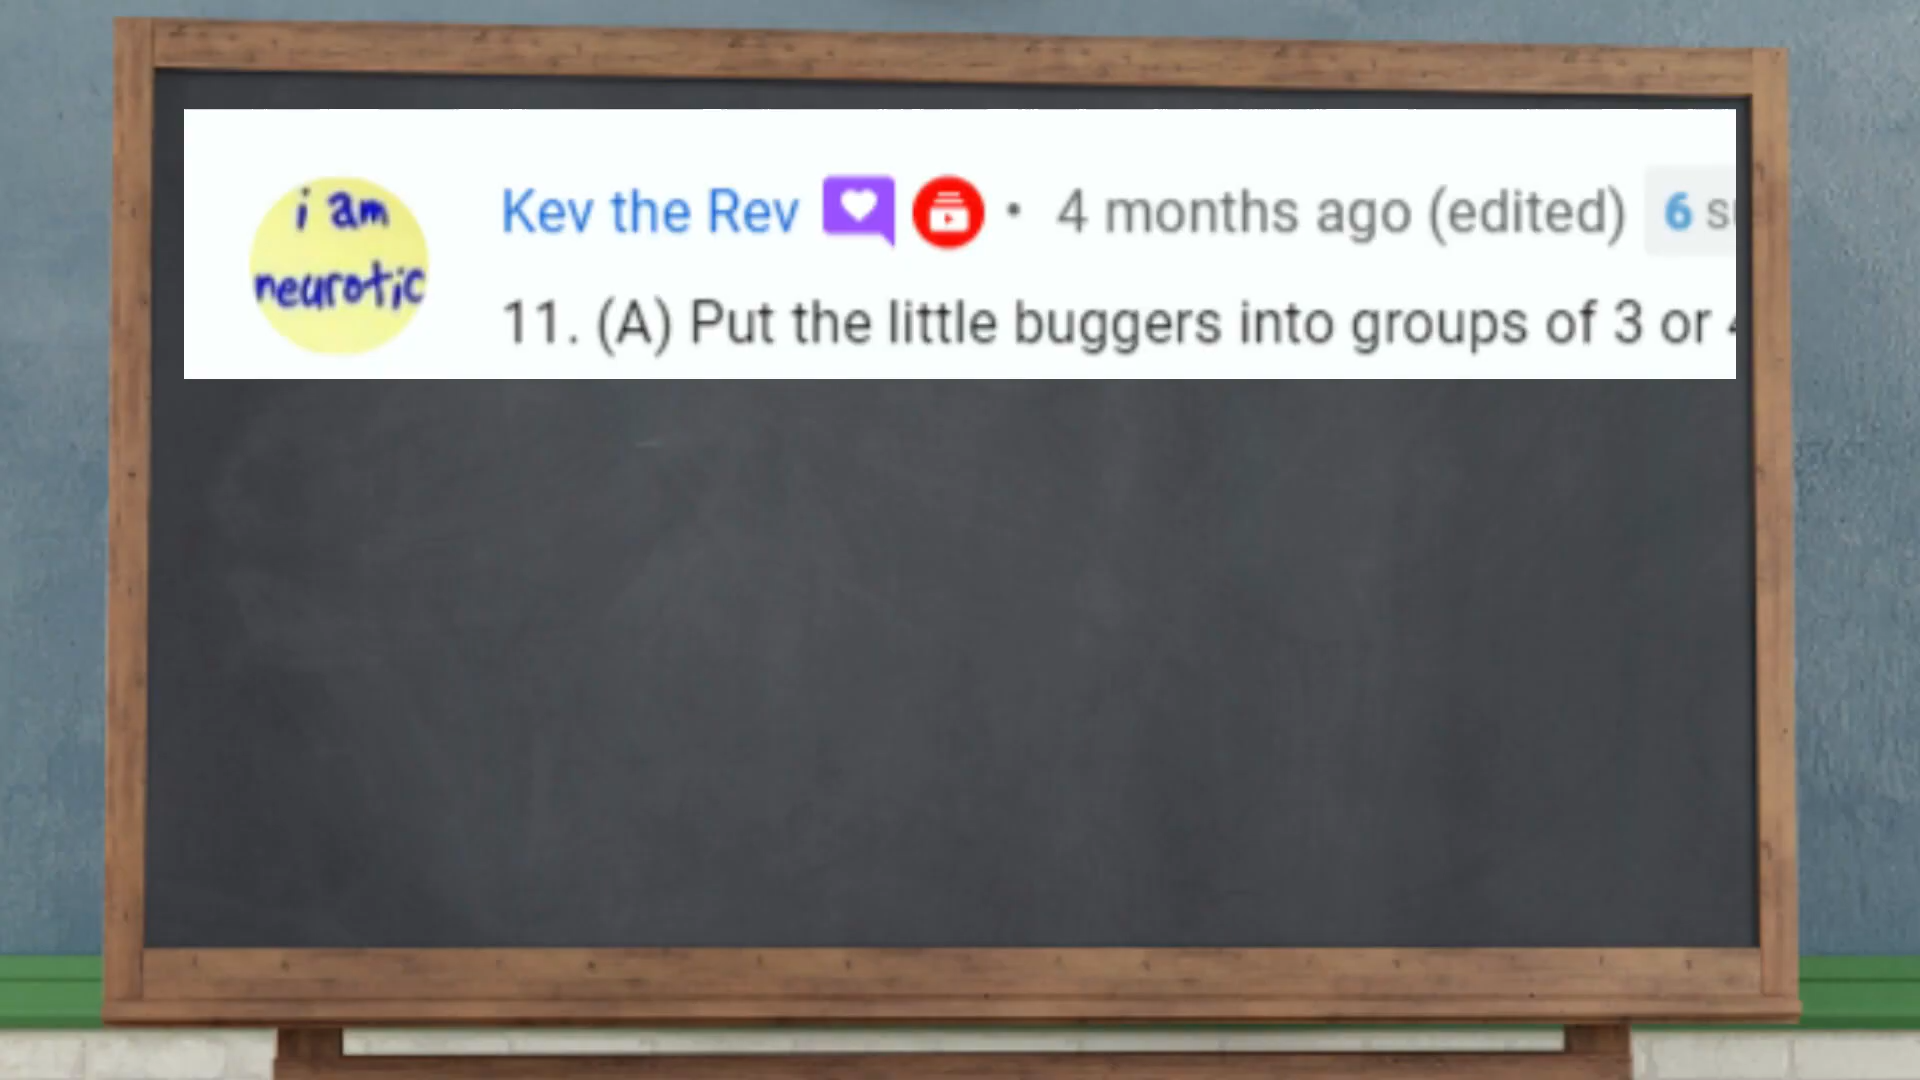 i am
neurotic
Kev the Rev • 4 months ago (edited) 6
11. (A) Put the little buggers into groups of 3 or